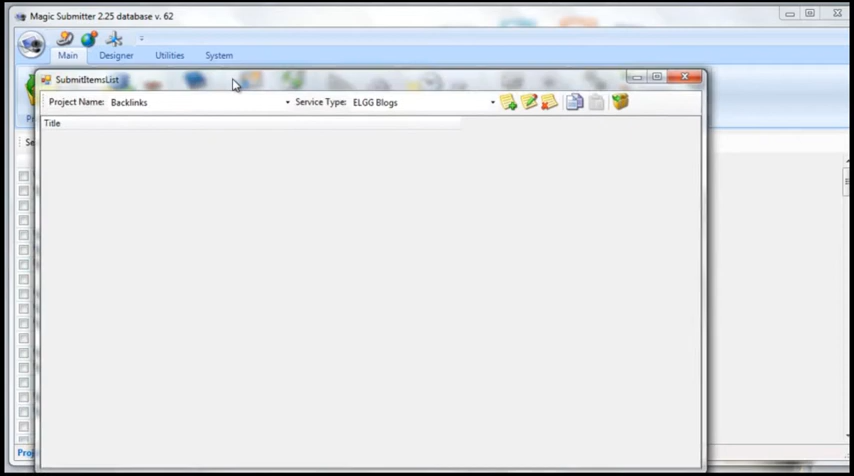 Magic Submitter 2.25 database v. 62
Main Designer Utilities System
SubmitItemsList
Project Name: Backlinks Service Type: ELGG Blogs
Title